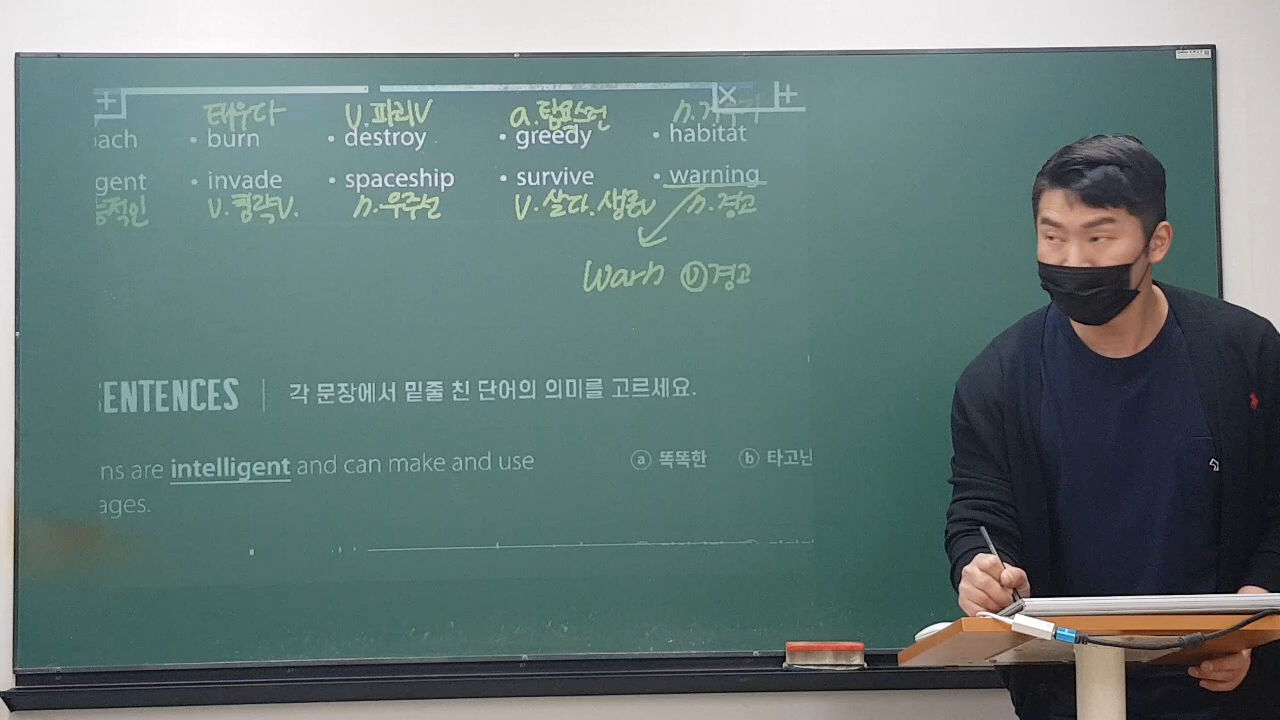 태우다 v.파괴v a.탐욕스런
ach • burn • destroy • greedy • habitat
gent • invade • spaceship • survive • warning
v.침략v. n.우주선 v.살다.생존v n.경고
warn ⓥ경고
ENTENCES | 각 문장에서 밑줄 친 단어의 의미를 고르세요.
ns are intelligent and can make and use ⓐ 똑똑한 ⓑ 타고난
ages.